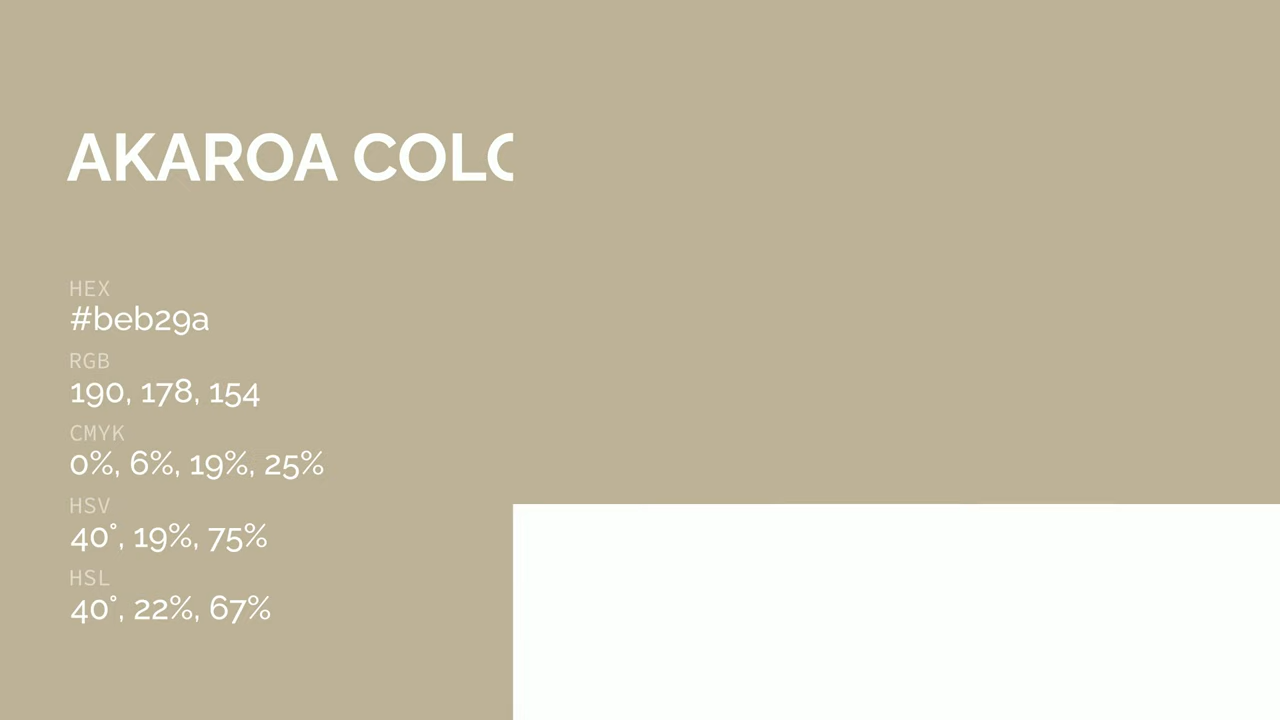 AKAROA COLO
HEX
#beb29a
RGB
190, 178, 154
CMYK
0%, 6%, 19%, 25%
HSV
40°, 19%, 75%
HSL
40°, 22%, 67%